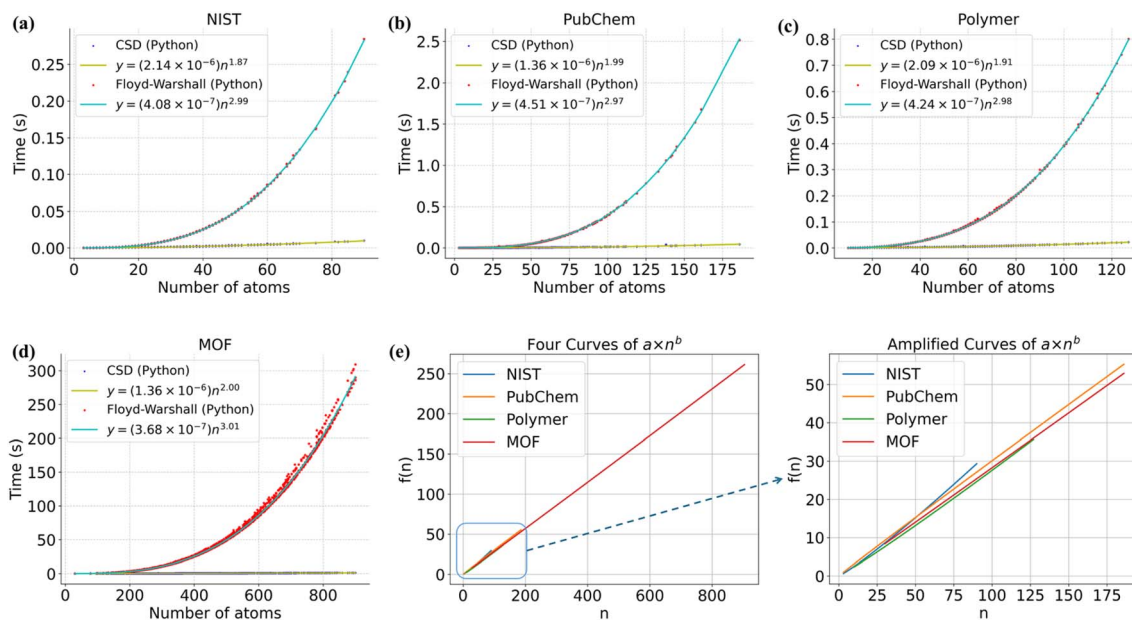 (a)
NIST
CSD (Python)
y = (2.14 × 10⁻⁶)n^1.87
Floyd-Warshall (Python)
y = (4.08 × 10⁻⁷)n^2.99
Time (s)
0.25
0.20
0.15
0.10
0.05
0.00
0 20 40 60 80
Number of atoms
(b)
PubChem
CSD (Python)
y = (1.36 × 10⁻⁶)n^1.99
Floyd-Warshall (Python)
y = (4.51 × 10⁻⁷)n^2.97
Time (s)
2.5
2.0
1.5
1.0
0.5
0.0
0 25 50 75 100 125 150 175
Number of atoms
(c)
Polymer
CSD (Python)
y = (2.09 × 10⁻⁶)n^1.91
Floyd-Warshall (Python)
y = (4.24 × 10⁻⁷)n^2.98
Time (s)
0.8
0.7
0.6
0.5
0.4
0.3
0.2
0.1
0.0
20 40 60 80 100 120
Number of atoms
(d)
MOF
CSD (Python)
y = (1.36 × 10⁻⁶)n^2.00
Floyd-Warshall (Python)
y = (3.68 × 10⁻⁷)n^3.01
Time (s)
300
250
200
150
100
50
0
200 400 600 800
Number of atoms
(e)
Four Curves of a×n^b
NIST
PubChem
Polymer
MOF
f(n)
250
200
150
100
50
0
0 200 400 600 800
n
Amplified Curves of a×n^b
NIST
PubChem
Polymer
MOF
f(n)
50
40
30
20
10
0
0 25 50 75 100 125 150 175
n